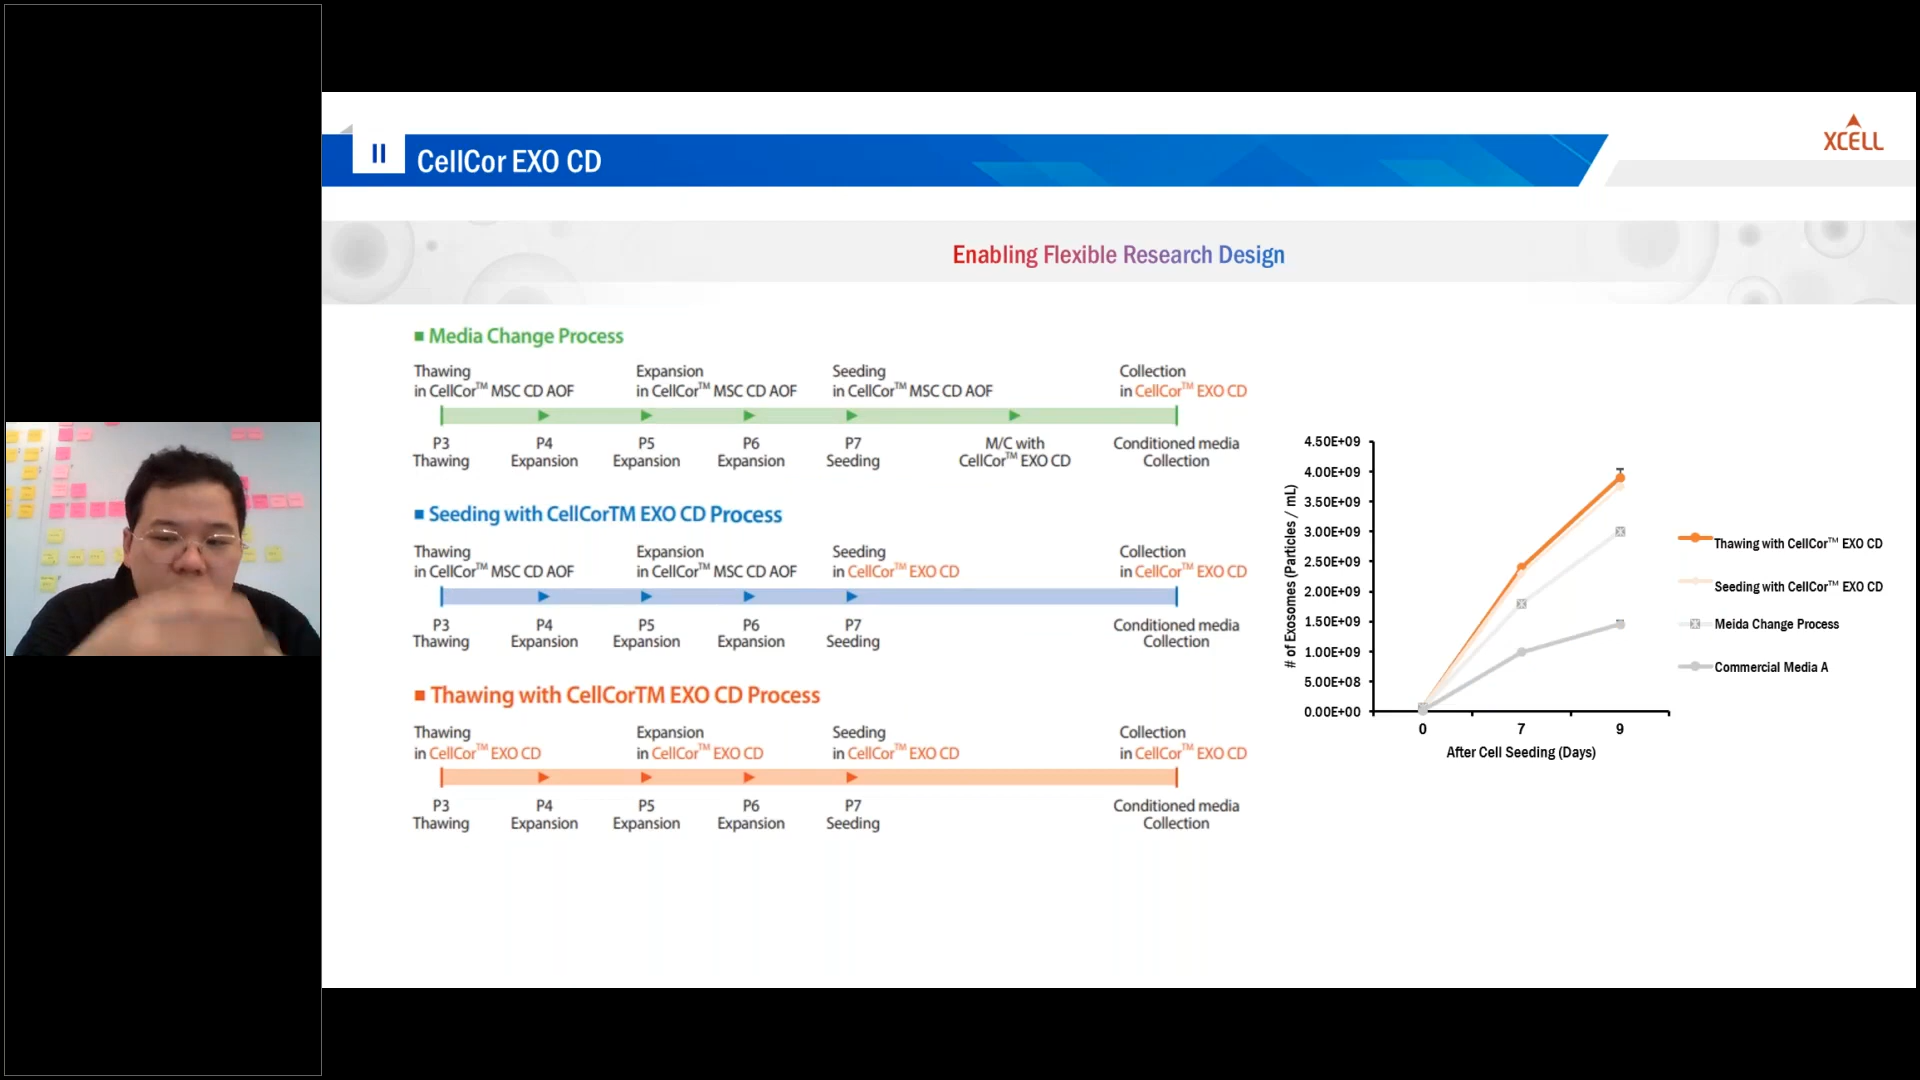 II
CellCor EXO CD
XCELL
Enabling Flexible Research Design
■ Media Change Process
Thawing
in CellCor™ MSC CD AOF
Expansion
in CellCor™ MSC CD AOF
Seeding
in CellCor™ MSC CD AOF
Collection
in CellCor™ EXO CD
P3
Thawing
P4
Expansion
P5
Expansion
P6
Expansion
P7
Seeding
M/C with
CellCor™ EXO CD
Conditioned media
Collection
■ Seeding with CellCorTM EXO CD Process
Thawing
in CellCor™ MSC CD AOF
Expansion
in CellCor™ MSC CD AOF
Seeding
in CellCor™ EXO CD
Collection
in CellCor™ EXO CD
P3
Thawing
P4
Expansion
P5
Expansion
P6
Expansion
P7
Seeding
Conditioned media
Collection
■ Thawing with CellCorTM EXO CD Process
Thawing
in CellCor™ EXO CD
Expansion
in CellCor™ EXO CD
Seeding
in CellCor™ EXO CD
Collection
in CellCor™ EXO CD
P3
Thawing
P4
Expansion
P5
Expansion
P6
Expansion
P7
Seeding
Conditioned media
Collection
# of Exosomes (Particles / mL)
4.50E+09
4.00E+09
3.50E+09
3.00E+09
2.50E+09
2.00E+09
1.50E+09
1.00E+09
5.00E+08
0.00E+00
0
7
9
After Cell Seeding (Days)
Thawing with CellCor™ EXO CD
Seeding with CellCor™ EXO CD
Meida Change Process
Commercial Media A